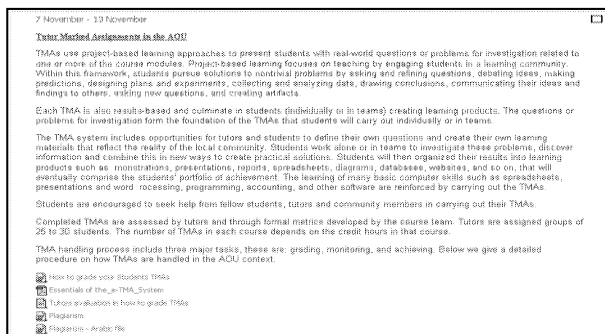 7 November - 13 November
Tutor Marked Assignments in the AOU
TMAs use project-based learning approaches to present students with real-world questions or problems for investigation related to
one or more of the course modules. Project-based learning focuses on teaching by engaging students in a learning community.
Within this framework, students pursue solutions to nontrivial problems by asking and refining questions, debating ideas, making
predictions, designing plans and experiments, collecting and analyzing data, drawing conclusions, communicating their ideas and
findings to others, asking new questions, and creating artifacts.
Each TMA is also results-based and culminate in students (individually or in teams) creating learning products. The questions or
problems for investigation form the foundation of the TMAs that students will carry out individually or in teams.
The TMA system includes opportunities for tutors and students to define their own questions and create their own learning
materials that reflect the reality of the local community. Students work alone or in teams to investigate these problems, discover
information and combine this in new ways to create practical solutions. Students will then organized their results into learning
products such as monstrations, presentations, reports, spreadsheets, diagrams, databases, websites, and so on, that will
eventually comprise the students' portfolio of achievement. The learning of many basic computer skills such as spreadsheets,
presentations and word rocessing, programming, accounting, and other software are reinforced by carrying out the TMAs.
Students are encouraged to seek help from fellow students, tutors and community members in carrying out their TMAs.
Completed TMAs are assessed by tutors and through formal metrics developed by the course team. Tutors are assigned groups of
25 to 30 students. The number of TMAs in each course depends on the credit hours in that course.
TMA handling process include three major tasks, these are: grading, monitoring, and achieving. Below we give a detailed
procedure on how TMAs are handled in the AOU context.
How to grade your Students TMAs
Essentials of the_e-TMA_System
Tutors evaluation in how to grade TMAs
Plagiarism
Plagiarism - Arabic file